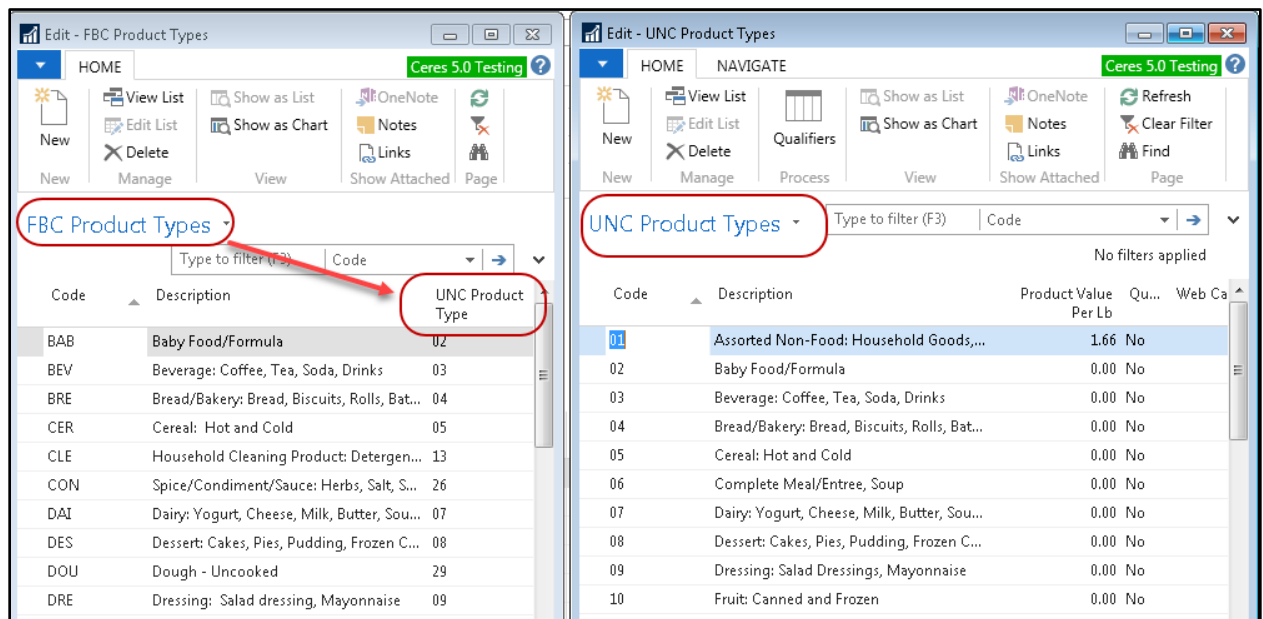 Edit - FBC Product Types
HOME
Ceres 5.0 Testing
View List
Show as List
OneNote
Edit List
Show as Chart
Notes
New
Delete
Links
New
Manage
View
Show Attached
Page
FBC Product Types
Type to filter (F3)
Code
Code
Description
UNC Product
Type
BAB Baby Food/Formula 02
BEV Beverage: Coffee, Tea, Soda, Drinks 03
BRE Bread/Bakery: Bread, Biscuits, Rolls, Bat... 04
CER Cereal: Hot and Cold 05
CLE Household Cleaning Product: Detergen... 13
CON Spice/Condiment/Sauce: Herbs, Salt, S... 26
DAI Dairy: Yogurt, Cheese, Milk, Butter, Sou... 07
DES Dessert: Cakes, Pies, Pudding, Frozen C... 08
DOU Dough - Uncooked 29
DRE Dressing: Salad dressing, Mayonnaise 09
Edit - UNC Product Types
HOME
NAVIGATE
Ceres 5.0 Testing
View List
Show as List
OneNote
Refresh
Edit List
Show as Chart
Notes
Clear Filter
New
Delete
Qualifiers
Links
Find
New
Manage
Process
View
Show Attached
Page
UNC Product Types
Type to filter (F3)
Code
No filters applied
Code
Description
Product Value
Per Lb
Qu...
Web Ca
01 Assorted Non-Food: Household Goods,... 1.66 No
02 Baby Food/Formula 0.00 No
03 Beverage: Coffee, Tea, Soda, Drinks 0.00 No
04 Bread/Bakery: Bread, Biscuits, Rolls, Bat... 0.00 No
05 Cereal: Hot and Cold 0.00 No
06 Complete Meal/Entree, Soup 0.00 No
07 Dairy: Yogurt, Cheese, Milk, Butter, Sou... 0.00 No
08 Dessert: Cakes, Pies, Pudding, Frozen C... 0.00 No
09 Dressing: Salad Dressings, Mayonnaise 0.00 No
10 Fruit: Canned and Frozen 0.00 No